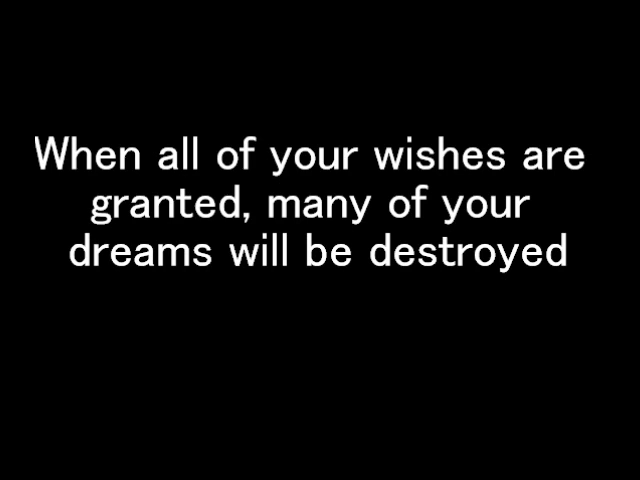 When all of your wishes are
granted, many of your
dreams will be destroyed